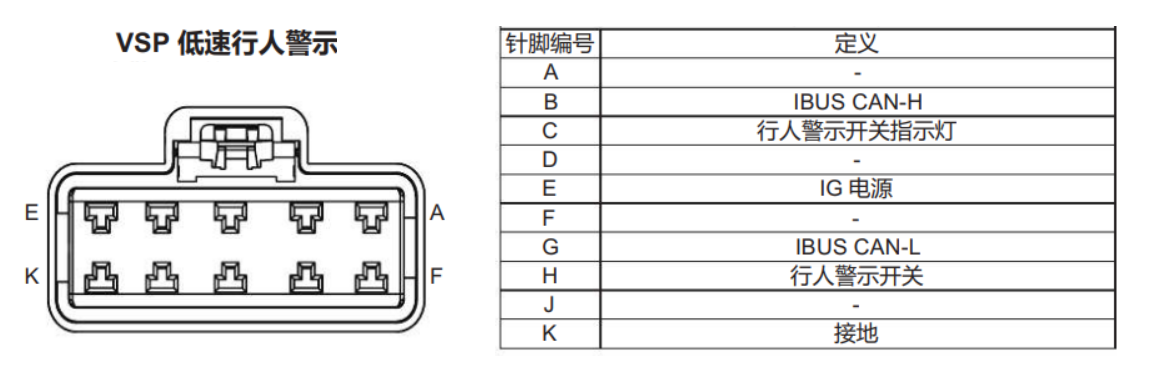 VSP 低速行人警示
E
A
K
F
针脚编号 定义
A -
B IBUS CAN-H
C 行人警示开关指示灯
D -
E IG 电源
F -
G IBUS CAN-L
H 行人警示开关
J -
K 接地